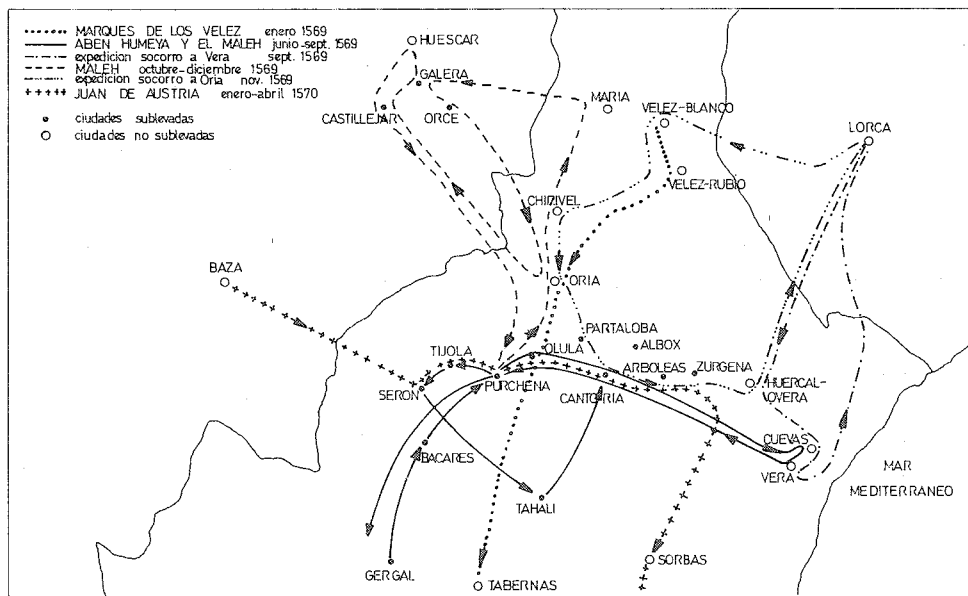 MARQUES DE LOS VELEZ enero 1569
ABEN HUMEYA Y EL MALEH junio-sept. 1569
expedicion socorro a Vera sept. 1569
MALEH octubre-diciembre 1569
expedicion socorro a Oria nov. 1569
JUAN DE AUSTRIA enero-abril 1570
ciudades sublevadas
ciudades no sublevadas
HUESCAR
GALERA
CASTILLEJAR
ORCE
MARIA
VELEZ-BLANCO
LORCA
VELEZ-RUBIO
CHIRIVEL
BAZA
ORIA
PARTALOBA
ALBOX
TIJOLA
OLULA
ARBOLEAS
ZURGENA
SERON
PURCHENA
CANTORIA
HUERCAL-
OVERA
BACARES
CUEVAS
VERA
MAR
MEDITERRANEO
TAHALI
GERGAL
TABERNAS
SORBAS